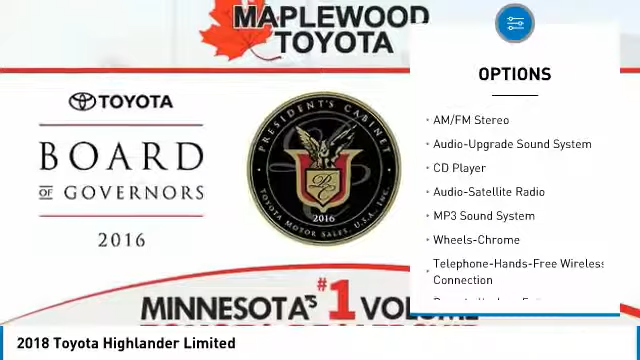 MAPLEWOOD
TOYOTA
TOYOTA
BOARD
OF GOVERNORS
2016
PRESIDENT'S CABINET
PC
2016
TOYOTA MOTOR SALES, U.S.A., INC.
MINNESOTA'S #1 VOLUME
OPTIONS
AM/FM Stereo
Audio-Upgrade Sound System
CD Player
Audio-Satellite Radio
MP3 Sound System
Wheels-Chrome
Telephone-Hands-Free Wireless
Connection
2018 Toyota Highlander Limited